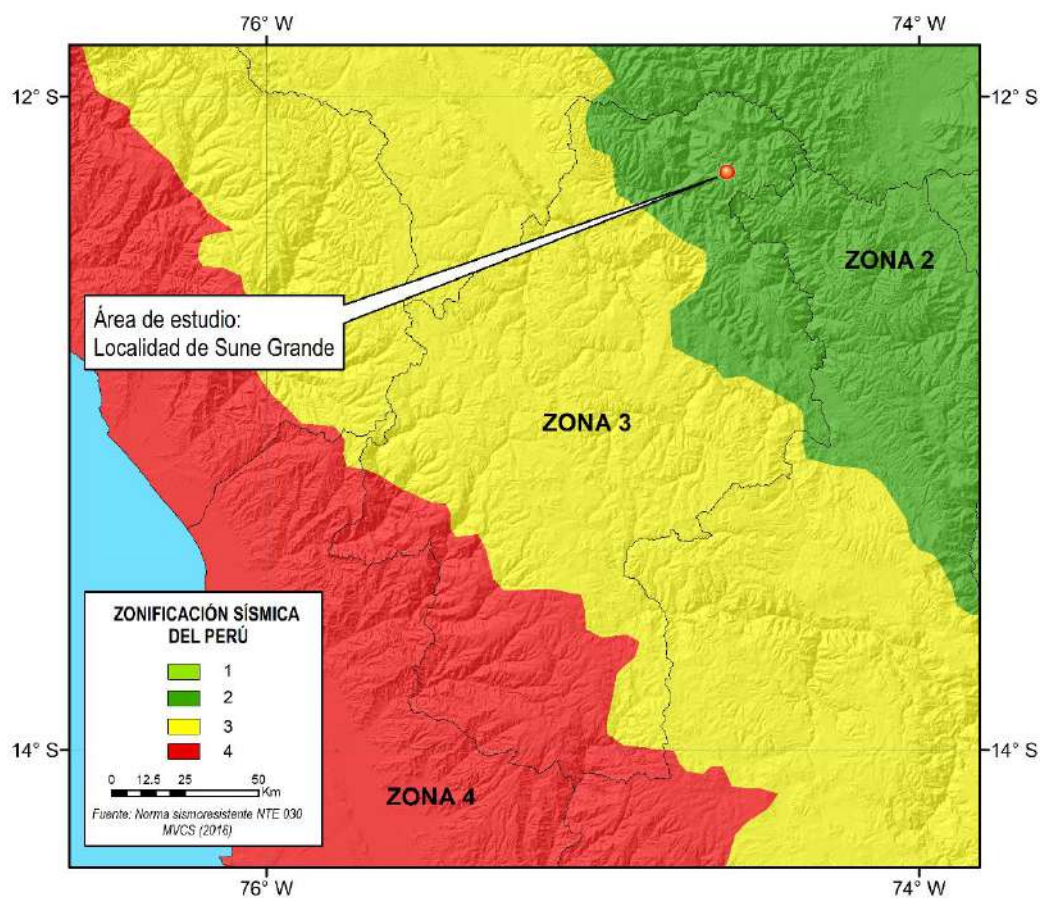 76° W
74° W
12° S
12° S
ZONA 2
Área de estudio:
Localidad de Sune Grande
ZONA 3
ZONIFICACIÓN SÍSMICA
DEL PERÚ
1
2
3
4
0 12.5 25 50
Km
Fuente: Norma sismoresistente NTE 030
MVCS (2016)
14° S
14° S
ZONA 4
76° W
74° W